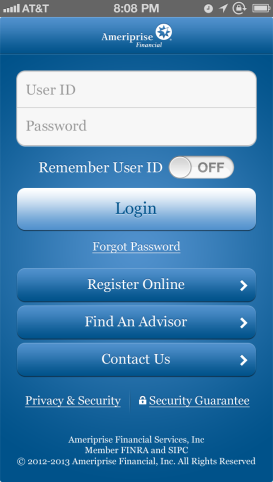 AT&T 8:08 PM
Ameriprise
Financial
User ID
Password
Remember User ID OFF
Login
Forgot Password
Register Online
Find An Advisor
Contact Us
Privacy & Security Security Guarantee
Ameriprise Financial Services, Inc
Member FINRA and SIPC
© 2012-2013 Ameriprise Financial, Inc. All Rights Reserved